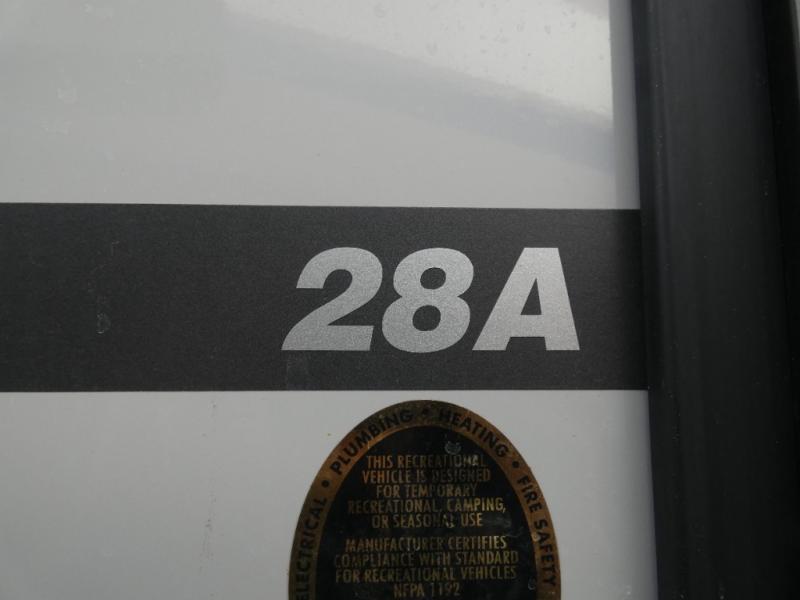 28A
ELECTRICAL • PLUMBING • HEATING • FIRE SAFETY
THIS RECREATIONAL
VEHICLE IS DESIGNED
FOR TEMPORARY
RECREATIONAL, CAMPING,
OR SEASONAL USE
MANUFACTURER CERTIFIES
COMPLIANCE WITH STANDARD
FOR RECREATIONAL VEHICLES
NFPA 1192